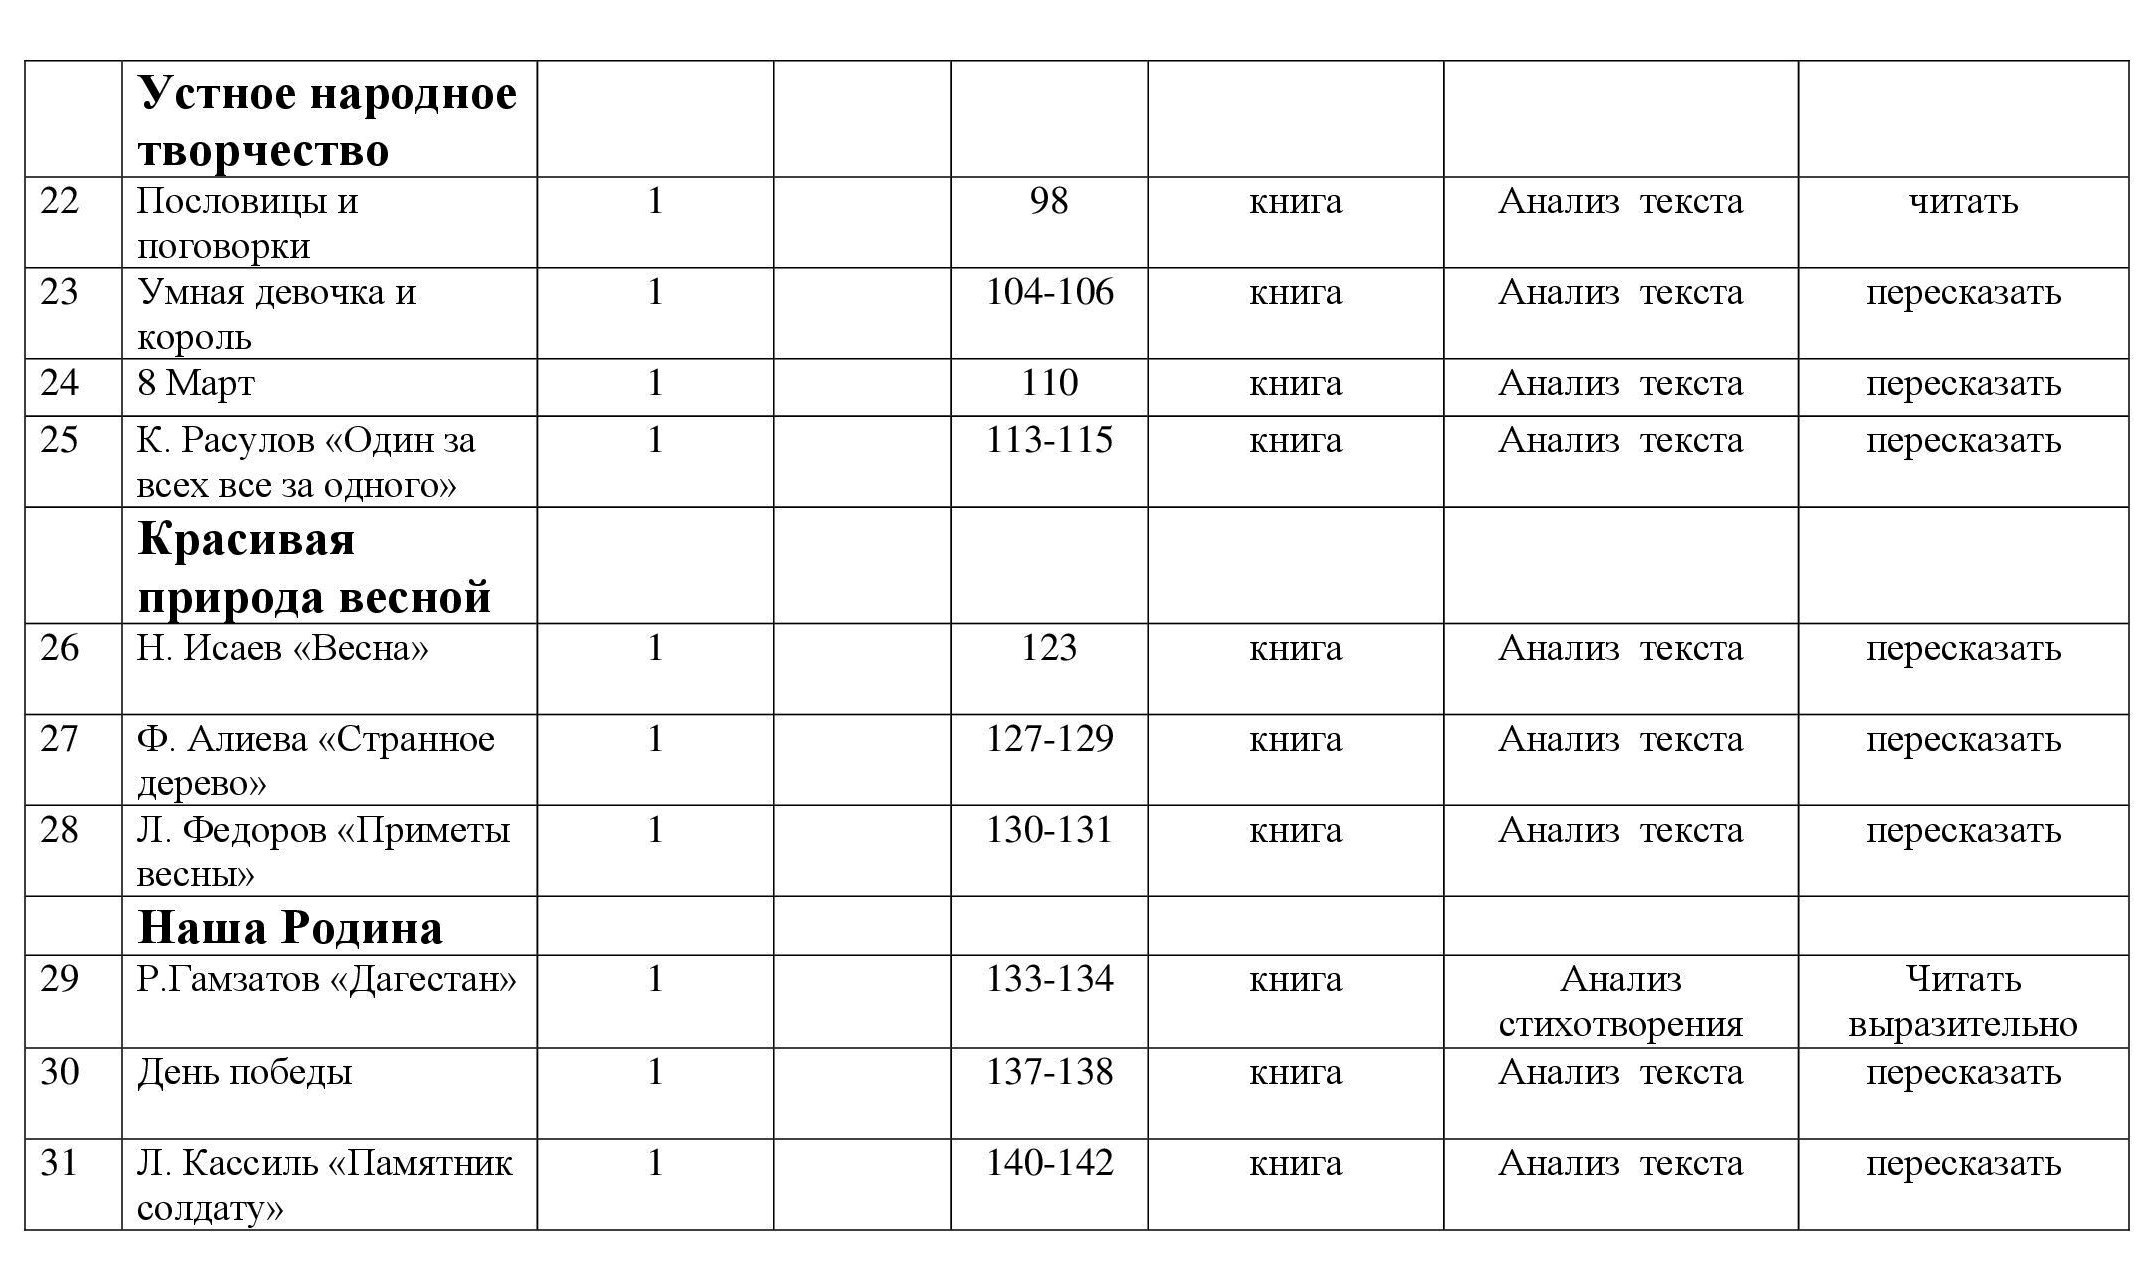 Устное народное
творчество
22 Пословицы и 1 98 книга Анализ текста читать
поговорки
23 Умная девочка и 1 104-106 книга Анализ текста пересказать
король
24 8 Март 1 110 книга Анализ текста пересказать
25 К. Расулов «Один за 1 113-115 книга Анализ текста пересказать
всех все за одного»
Красивая
природа весной
26 Н. Исаев «Весна» 1 123 книга Анализ текста пересказать
27 Ф. Алиева «Странное 1 127-129 книга Анализ текста пересказать
дерево»
28 Л. Федоров «Приметы 1 130-131 книга Анализ текста пересказать
весны»
Наша Родина
29 Р.Гамзатов «Дагестан» 1 133-134 книга Анализ Читать
стихотворения выразительно
30 День победы 1 137-138 книга Анализ текста пересказать
31 Л. Кассиль «Памятник 1 140-142 книга Анализ текста пересказать
солдату»